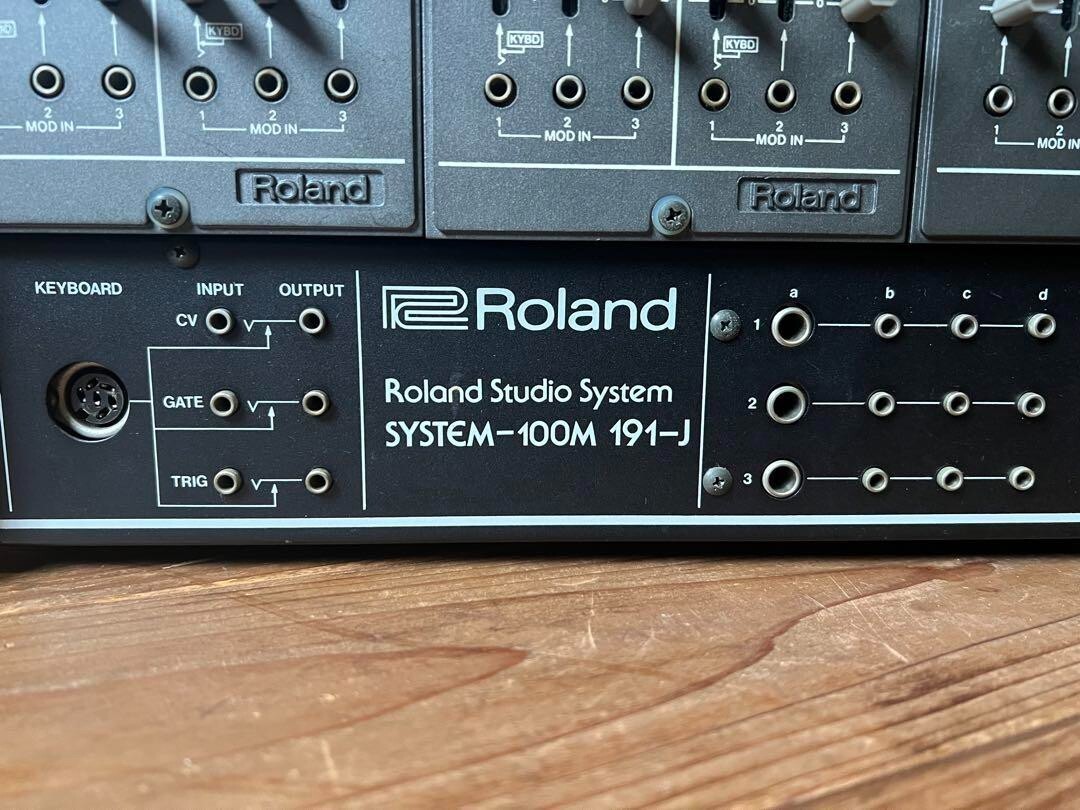 KYBD
KYBD
KYBD
2 3
MOD IN
1 2 3
MOD IN
1 2 3
MOD IN
1 2 3
MOD IN
1 2
MOD IN
Roland
Roland
KEYBOARD
INPUT OUTPUT
CV
GATE
TRIG
Roland
Roland Studio System
SYSTEM-100M 191-J
a b c d
1
2
3